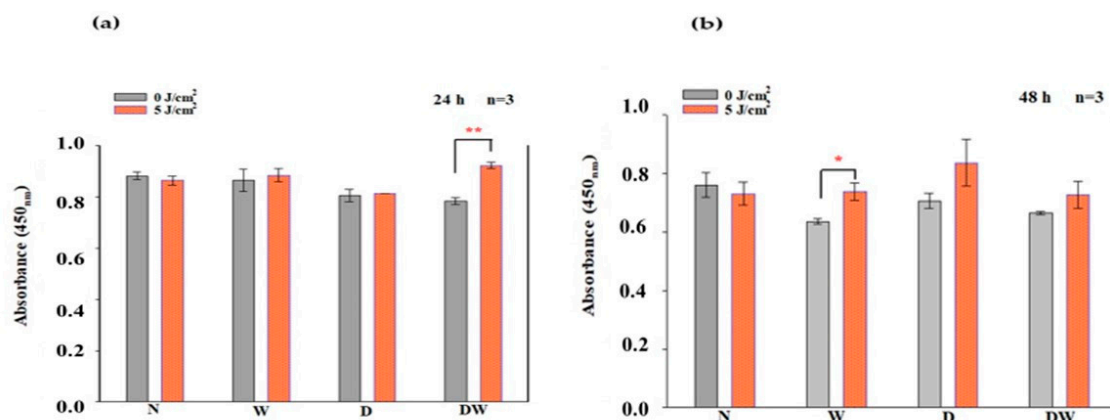 (a)
0 J/cm²
5 J/cm²
24 h n=3
**
1.0
0.8
0.6
0.4
0.2
0.0
Absorbance (450nm)
N W D DW
(b)
0 J/cm²
5 J/cm²
48 h n=3
*
1.0
0.8
0.6
0.4
0.2
0.0
Absorbance (450nm)
N W D DW